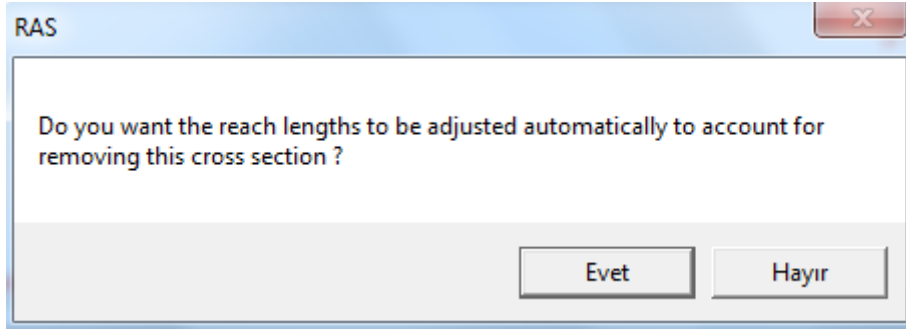 RAS
Do you want the reach lengths to be adjusted automatically to account for
removing this cross section ?
Evet Hayır